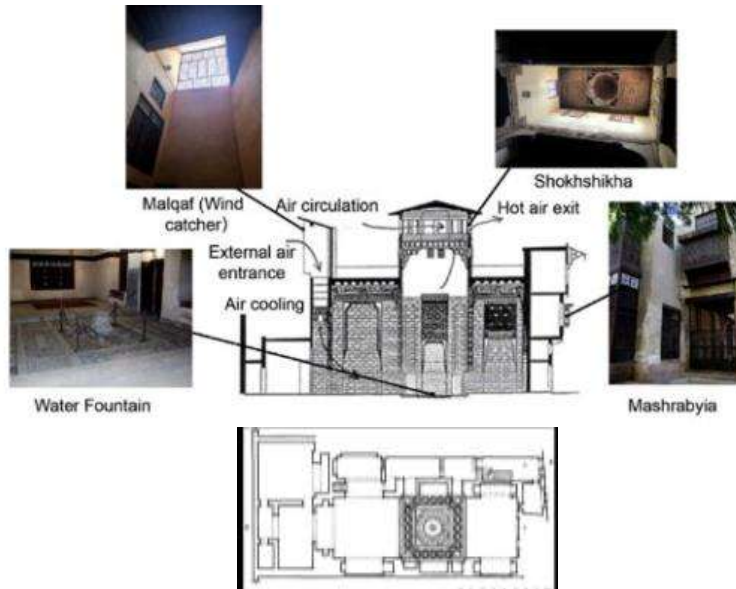 Malqaf (Wind
catcher)
Air circulation
Shokhshikha
Hot air exit
External air
entrance
Air cooling
Water Fountain
Mashrabyia